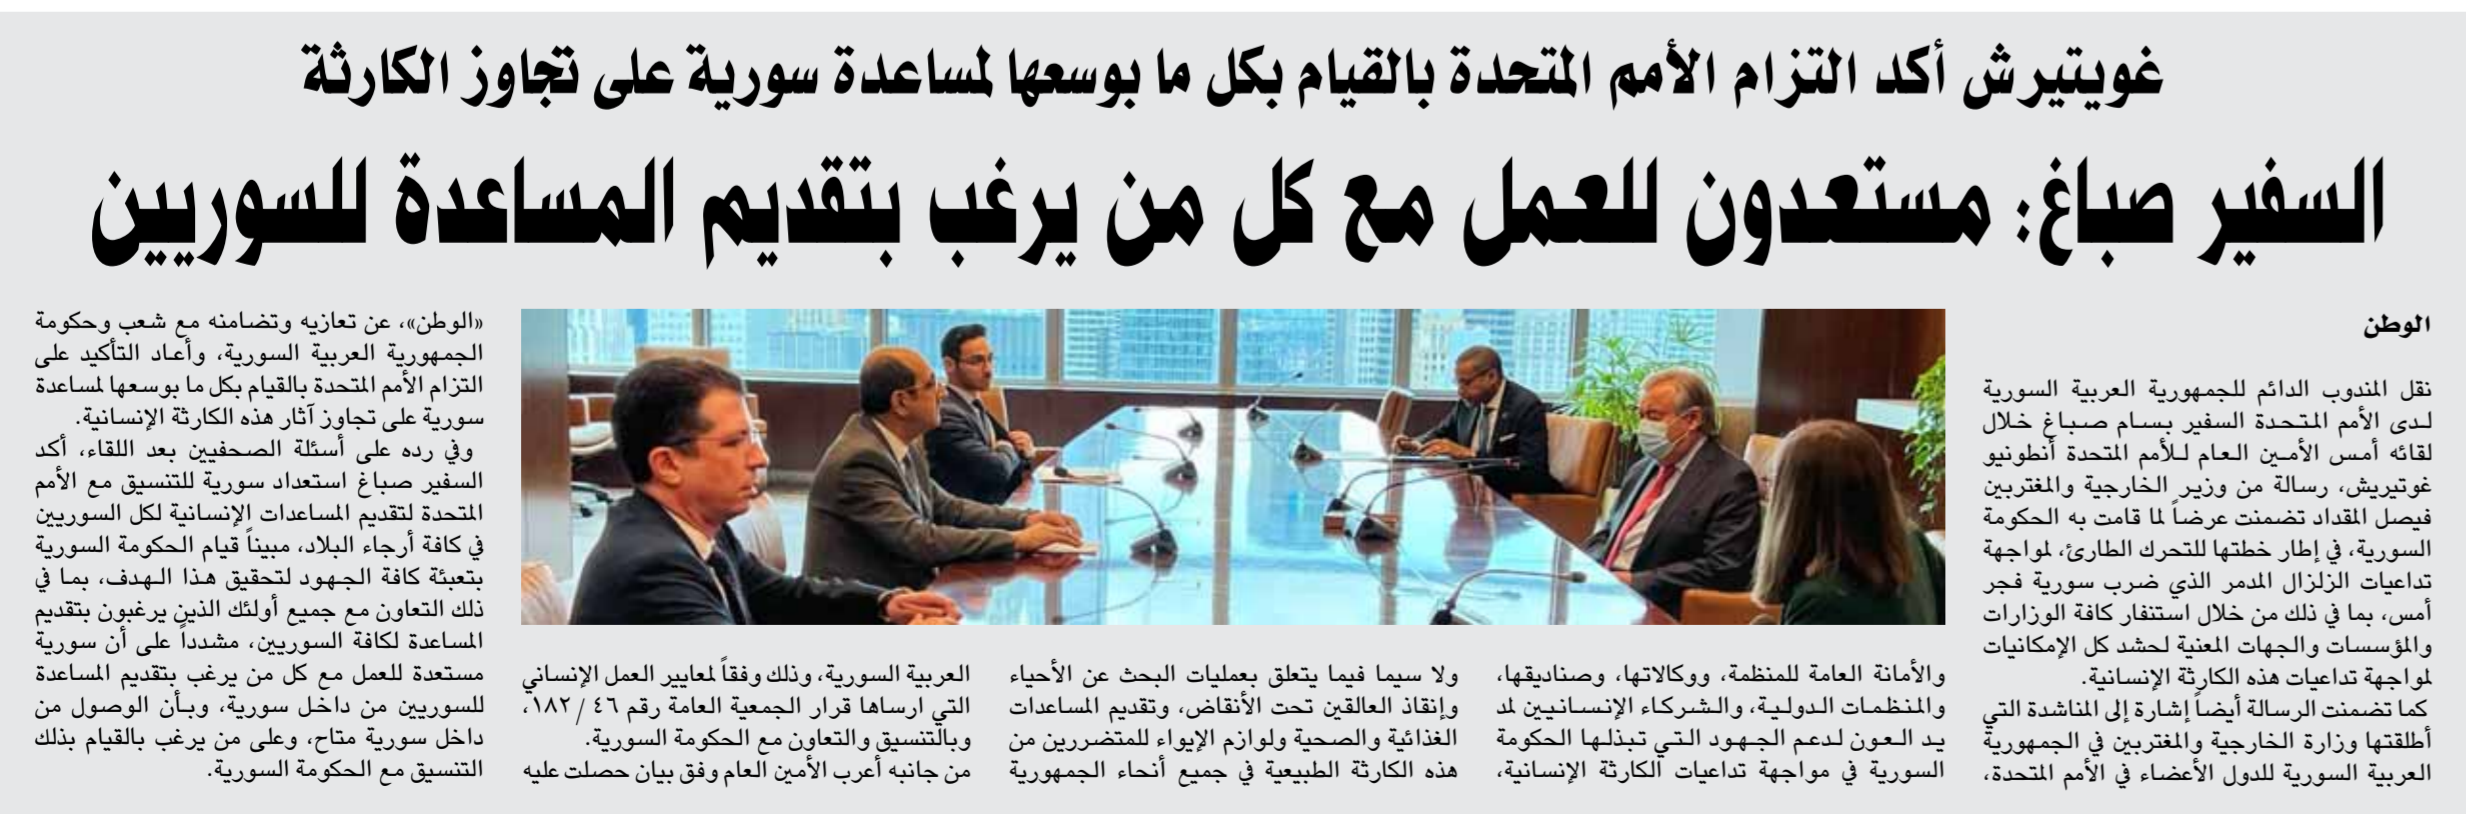 غويتيرش أكد التزام الأمم المتحدة بالقيام بكل ما بوسعها لمساعدة سورية على تجاوز الكارثة
السفير صباغ: مستعدون للعمل مع كل من يرغب بتقديم المساعدة للسوريين
الوطن
نقل المندوب الدائم للجمهورية العربية السورية
لدى الأمم المتحدة السفير بسام صباغ خلال
لقائه أمس الأمين العام للأمم المتحدة أنطونيو
غوتيريش، رسالة من وزير الخارجية والمغتربين
فيصل المقداد تضمنت عرضاً لما قامت به الحكومة
السورية، في إطار خطتها للتحرك الطارئ، لمواجهة
تداعيات الزلزال المدمر الذي ضرب سورية فجر
أمس، بما في ذلك من خلال استنفار كافة الوزارات
والمؤسسات والجهات المعنية لحشد كل الإمكانيات
لمواجهة تداعيات هذه الكارثة الإنسانية.
كما تضمنت الرسالة أيضاً إشارة إلى المناشدة التي
أطلقتها وزارة الخارجية والمغتربين في الجمهورية
العربية السورية للدول الأعضاء في الأمم المتحدة،
والأمانة العامة للمنظمة، ووكالاتها، وصناديقها،
والمنظمات الدولية، والشركاء الإنسانيين لمد
يد العون لدعم الجهود التي تبذلها الحكومة
السورية في مواجهة تداعيات الكارثة الإنسانية،
ولا سيما فيما يتعلق بعمليات البحث عن الأحياء
وإنقاذ العالقين تحت الأنقاض، وتقديم المساعدات
الغذائية والصحية ولوازم الإيواء للمتضررين من
هذه الكارثة الطبيعية في جميع أنحاء الجمهورية
العربية السورية، وذلك وفقاً لمعايير العمل الإنساني
التي ارساها قرار الجمعية العامة رقم ٤٦ / ١٨٢،
وبالتنسيق والتعاون مع الحكومة السورية.
من جانبه أعرب الأمين العام وفق بيان حصلت عليه
«الوطن»، عن تعازيه وتضامنه مع شعب وحكومة
الجمهورية العربية السورية، وأعاد التأكيد على
التزام الأمم المتحدة بالقيام بكل ما بوسعها لمساعدة
سورية على تجاوز آثار هذه الكارثة الإنسانية.
وفي رده على أسئلة الصحفيين بعد اللقاء، أكد
السفير صباغ استعداد سورية للتنسيق مع الأمم
المتحدة لتقديم المساعدات الإنسانية لكل السوريين
في كافة أرجاء البلاد، مبيناً قيام الحكومة السورية
بتعبئة كافة الجهود لتحقيق هذا الهدف، بما في
ذلك التعاون مع جميع أولئك الذين يرغبون بتقديم
المساعدة لكافة السوريين، مشدداً على أن سورية
مستعدة للعمل مع كل من يرغب بتقديم المساعدة
للسوريين من داخل سورية، وبأن الوصول من
داخل سورية متاح، وعلى من يرغب بالقيام بذلك
التنسيق مع الحكومة السورية.